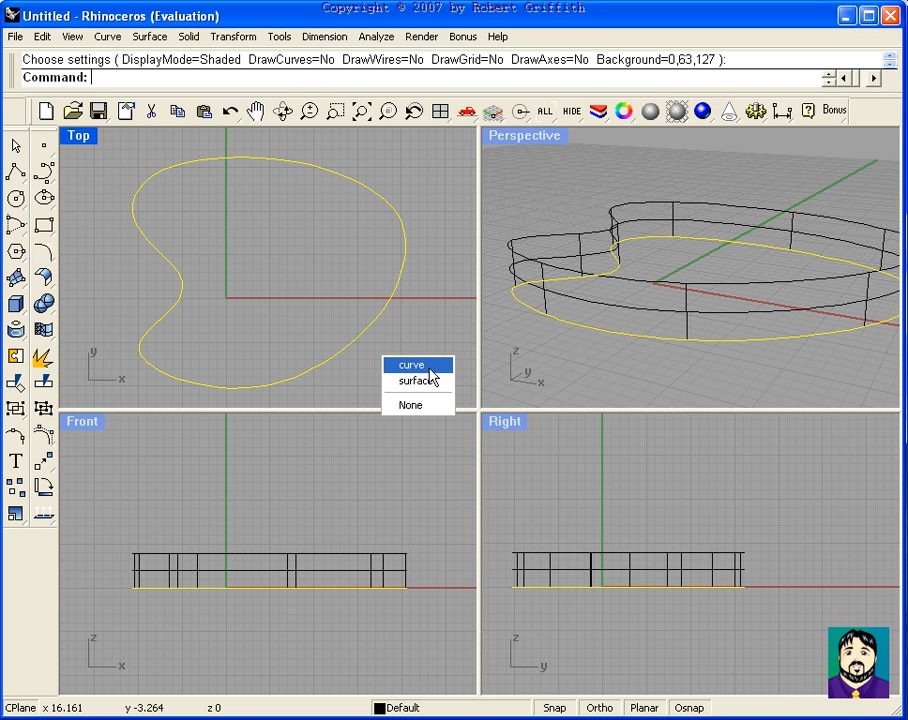 Copyright © 2007 by Robert Griffith
Untitled - Rhinoceros (Evaluation)
File Edit View Curve Surface Solid Transform Tools Dimension Analyze Render Bonus Help
Choose settings ( DisplayMode=Shaded DrawCurves=No DrawWires=No DrawGrid=No DrawAxes=No Background=0,63,127 ):
Command:
ALL HIDE Bonus
Top
Perspective
curve
surface
None
y
x
z
y
x
T
Front
Right
z
x
z
y
CPlane x 16.161 y -3.264 z 0 Default Snap Ortho Planar Osnap